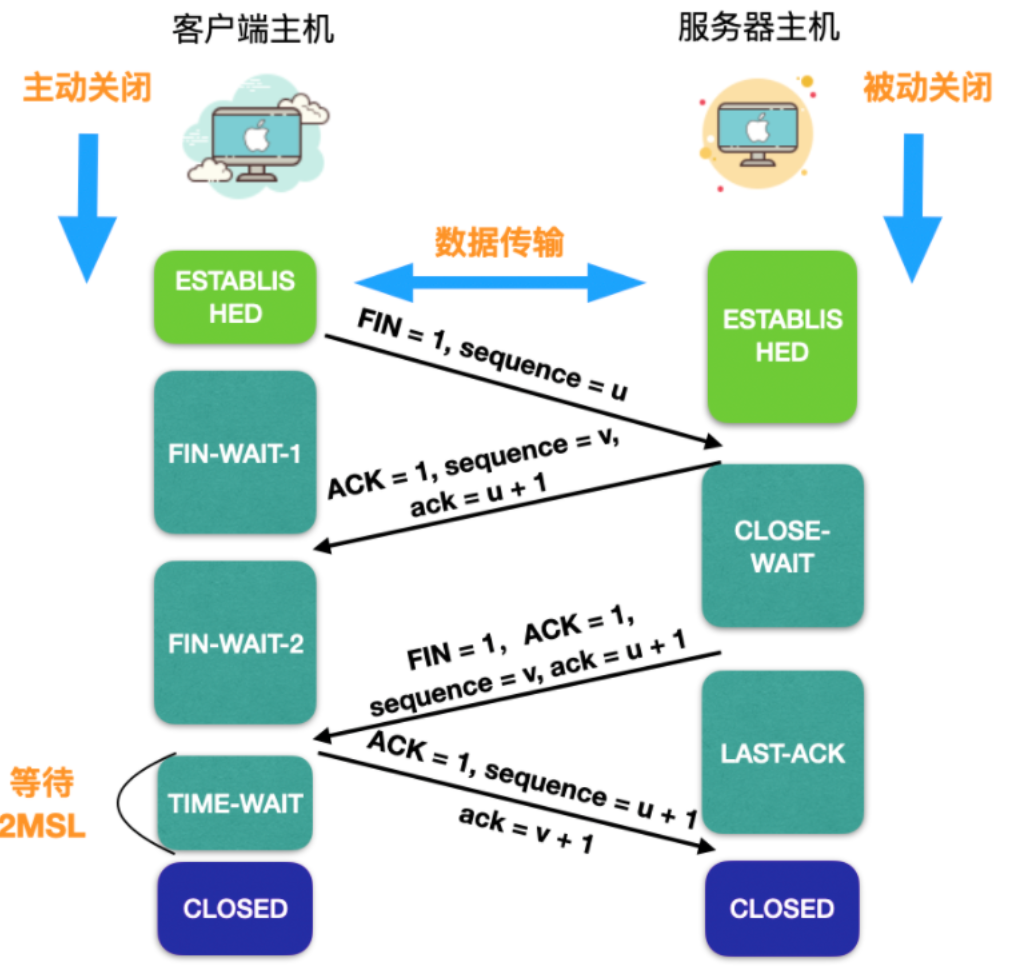 客户端主机
服务器主机
主动关闭
被动关闭
数据传输
ESTABLIS
HED
ESTABLIS
HED
FIN = 1, sequence = u
FIN-WAIT-1
ACK = 1, sequence = v,
ack = u + 1
CLOSE-
WAIT
FIN-WAIT-2
FIN = 1, ACK = 1,
sequence = v, ack = u + 1
LAST-ACK
ACK = 1, sequence = u + 1
ack = v + 1
等待
2MSL
TIME-WAIT
CLOSED
CLOSED